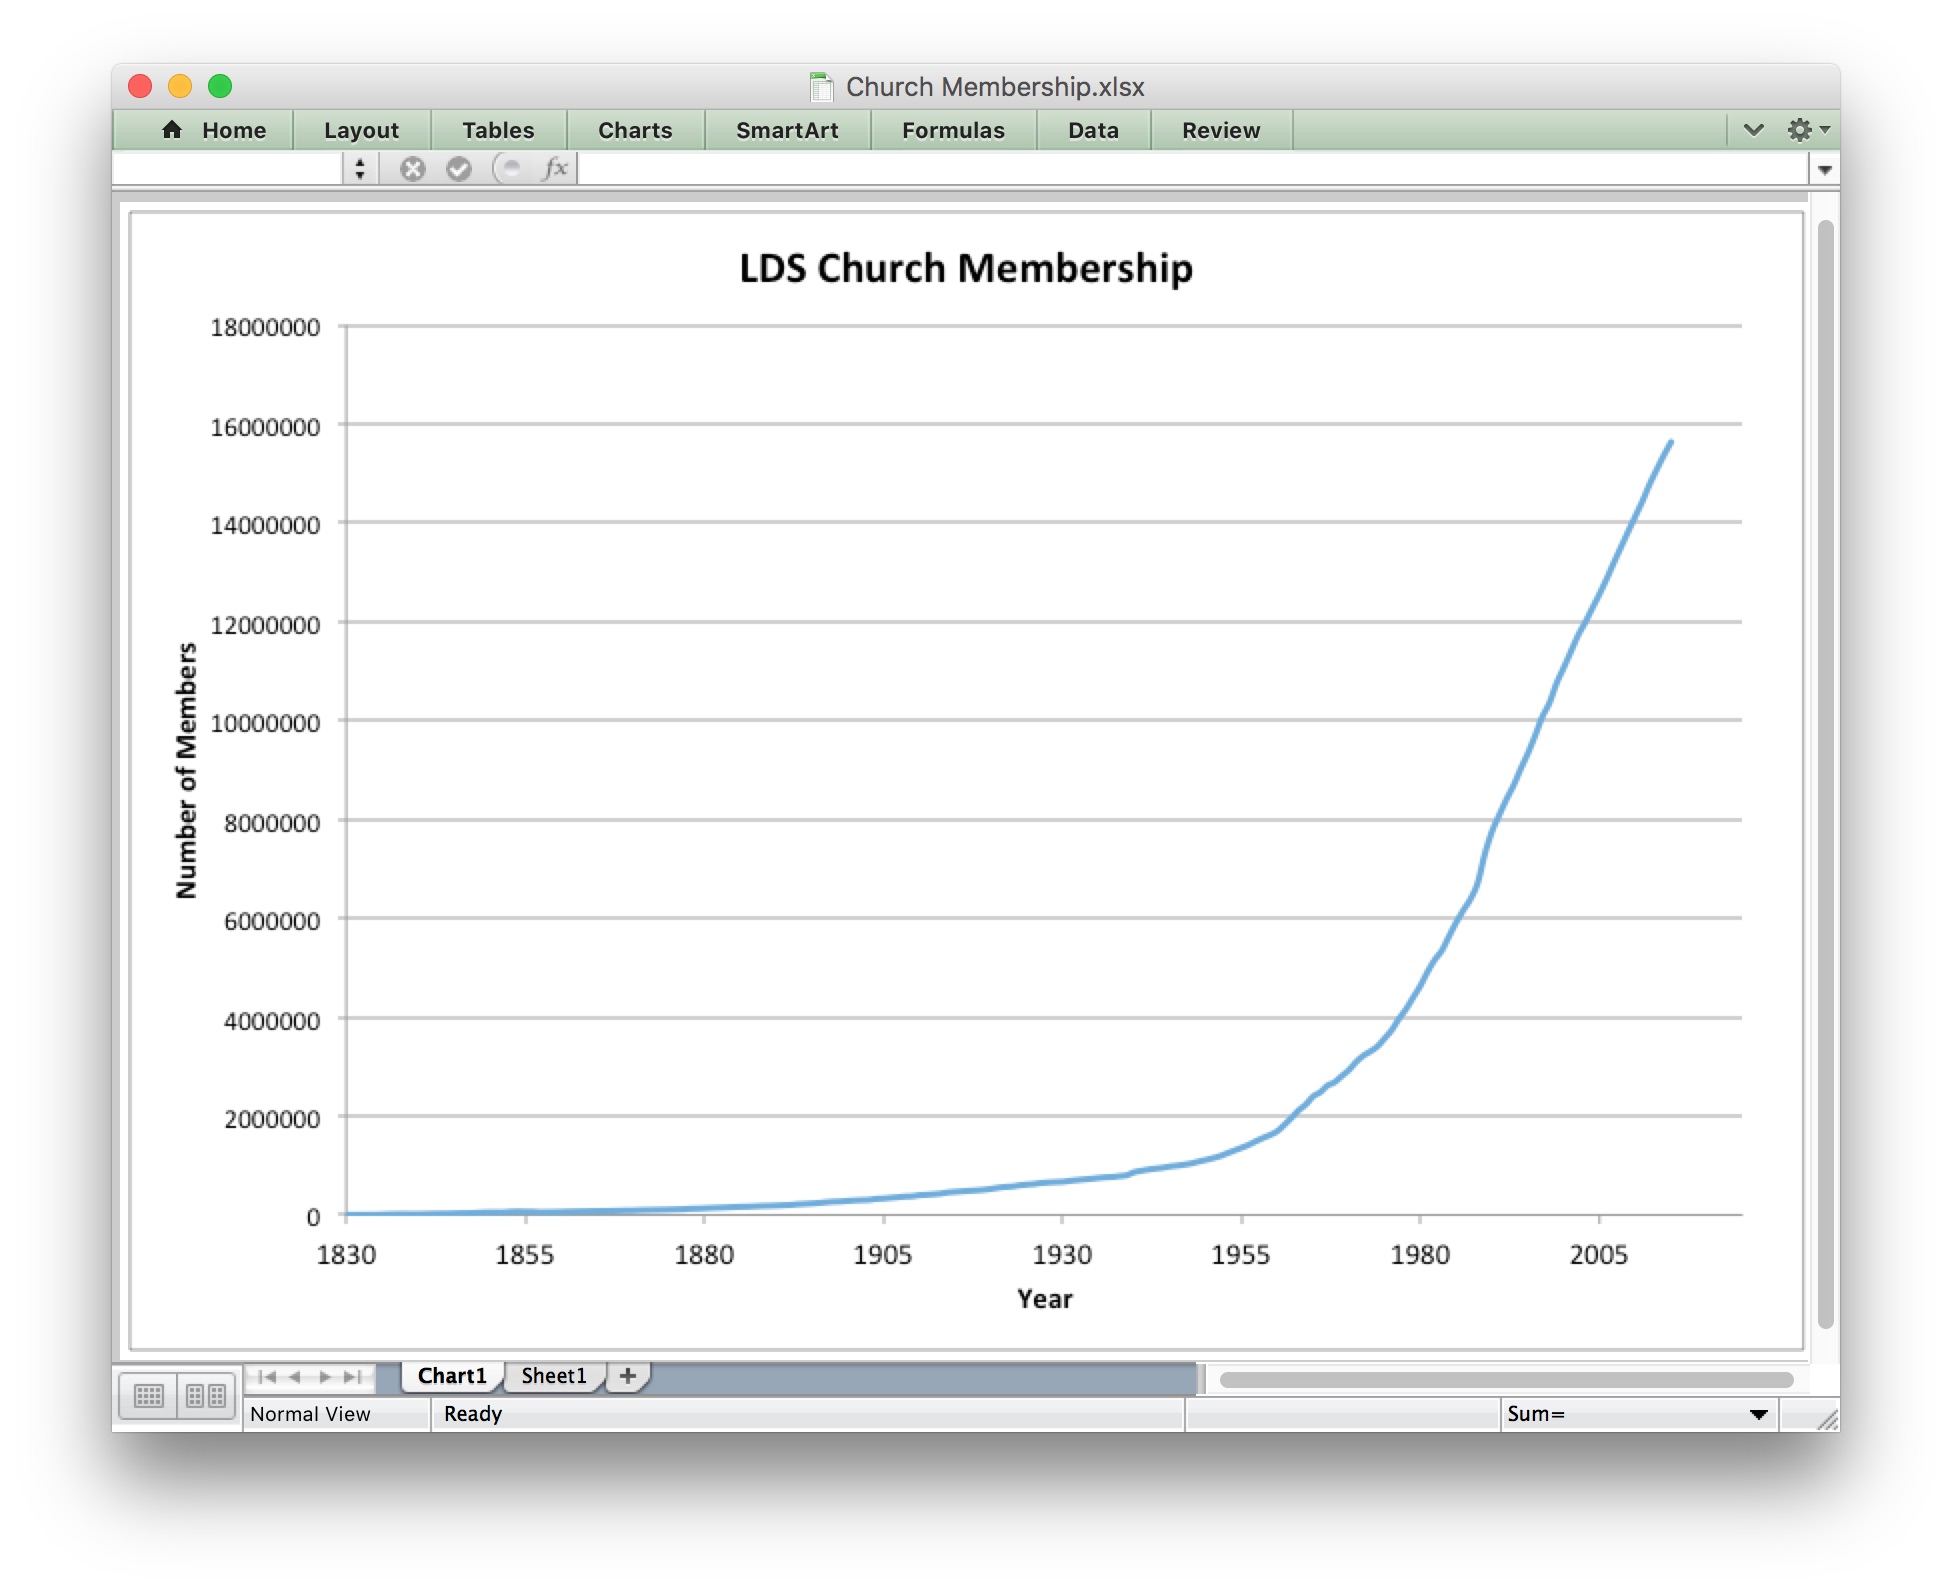 Church Membership.xlsx
Home Layout Tables Charts SmartArt Formulas Data Review
fx
LDS Church Membership
18000000
16000000
14000000
12000000
10000000
8000000
6000000
4000000
2000000
0
Number of Members
1830 1855 1880 1905 1930 1955 1980 2005
Year
Chart1 Sheet1 +
Normal View Ready Sum=